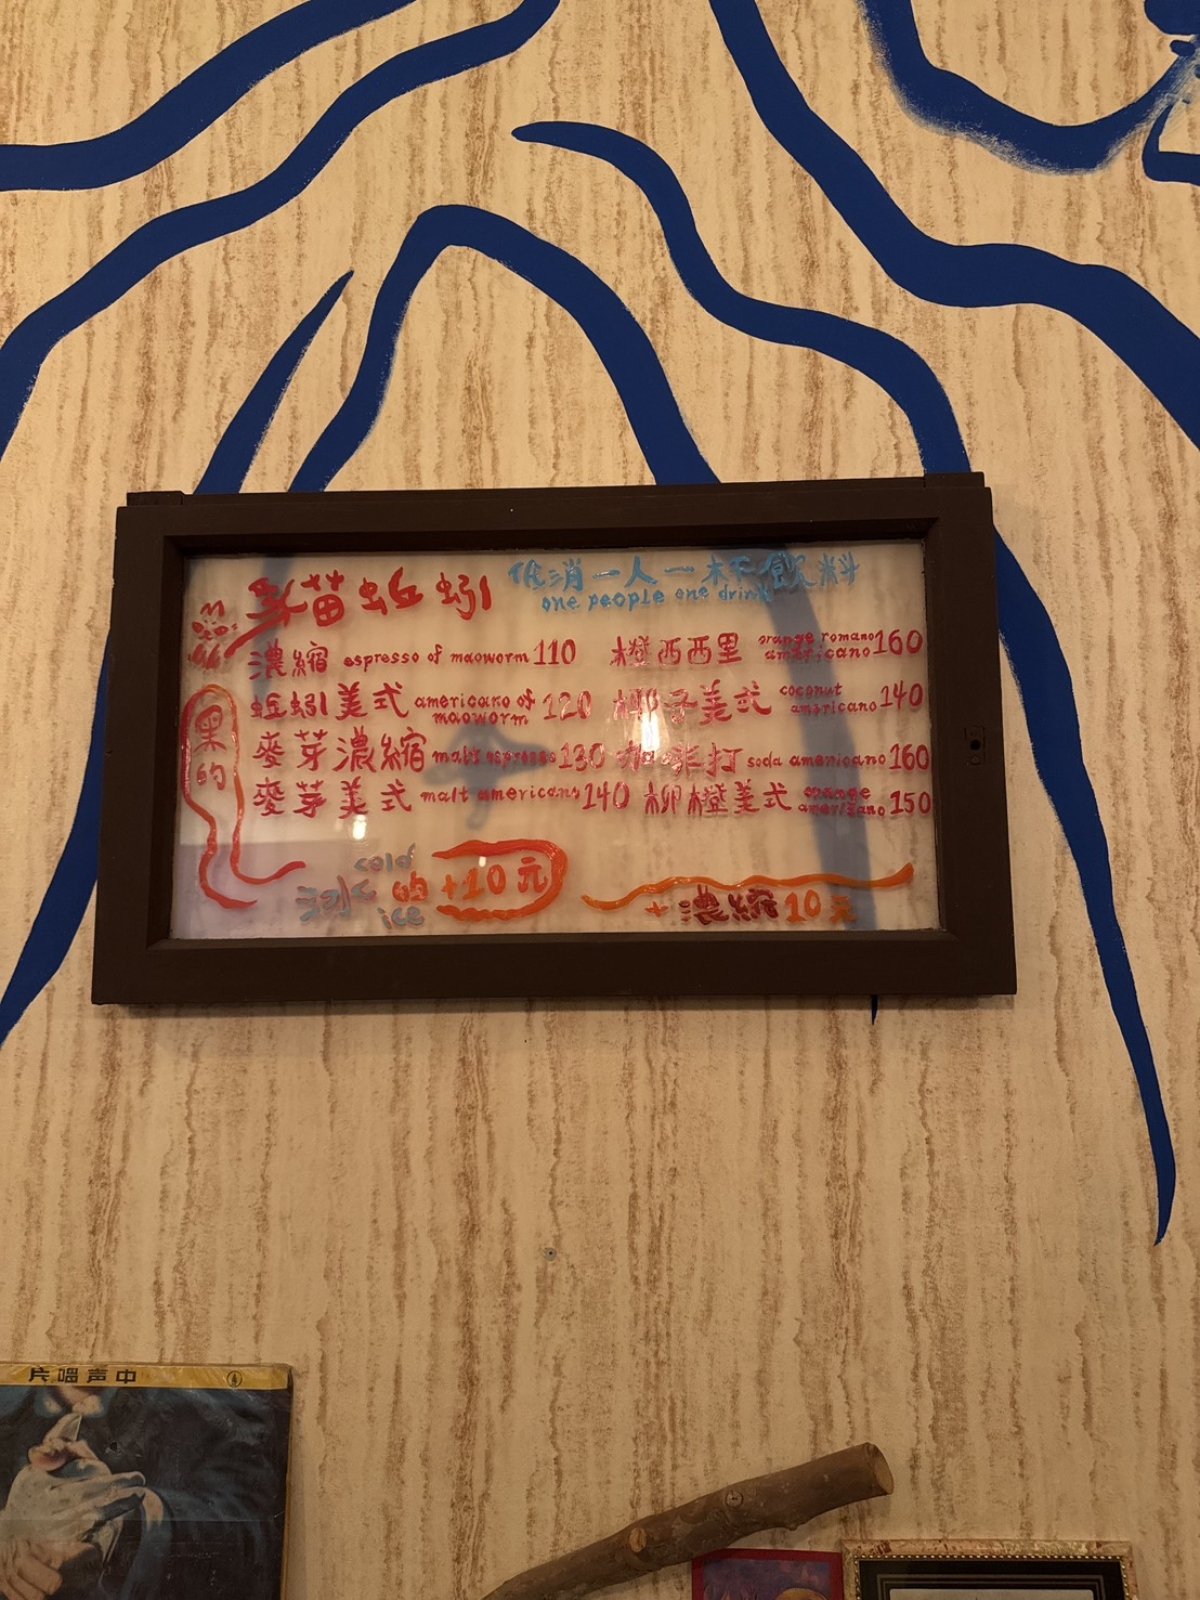 貓蚯蚓
低消一人一杯飲料
one people one drink
濃縮 espresso of maoworm 110
蚯蚓美式 americano of maoworm 120
麥芽濃縮 malt espresso 130
麥芽美式 malt americano 140
橙西西里 orange romano americano 160
椰子美式 coconut americano 140
咖啡打 soda americano 160
柳橙美式 orange americano 150
黑的
cold
冰的 +10元
ice
+濃縮10元
片唱声中